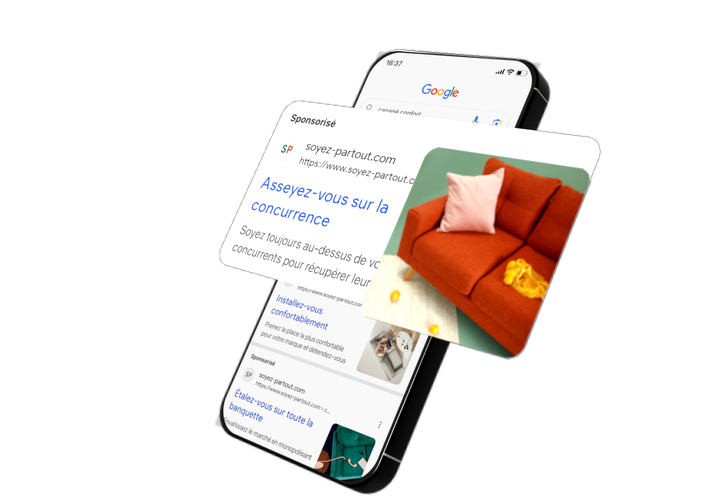 16:37
Google
canapé confort
Sponsorisé
SP
soyez-partout.com
https://www.soyez-partout.c
Asseyez-vous sur la
concurrence
Soyez toujours au-dessus de vo
concurrents pour récupérer leur
https://www.soyez-partout.com
Installez-vous
confortablement
Prenez la place la plus confortable
pour votre marque et détendez-vous
Sponsorisé
SP
soyez-partout.com
https://www.soyez-partout.com › c...
Étalez-vous sur toute la
banquette
Envahissez le marché en monopolisant